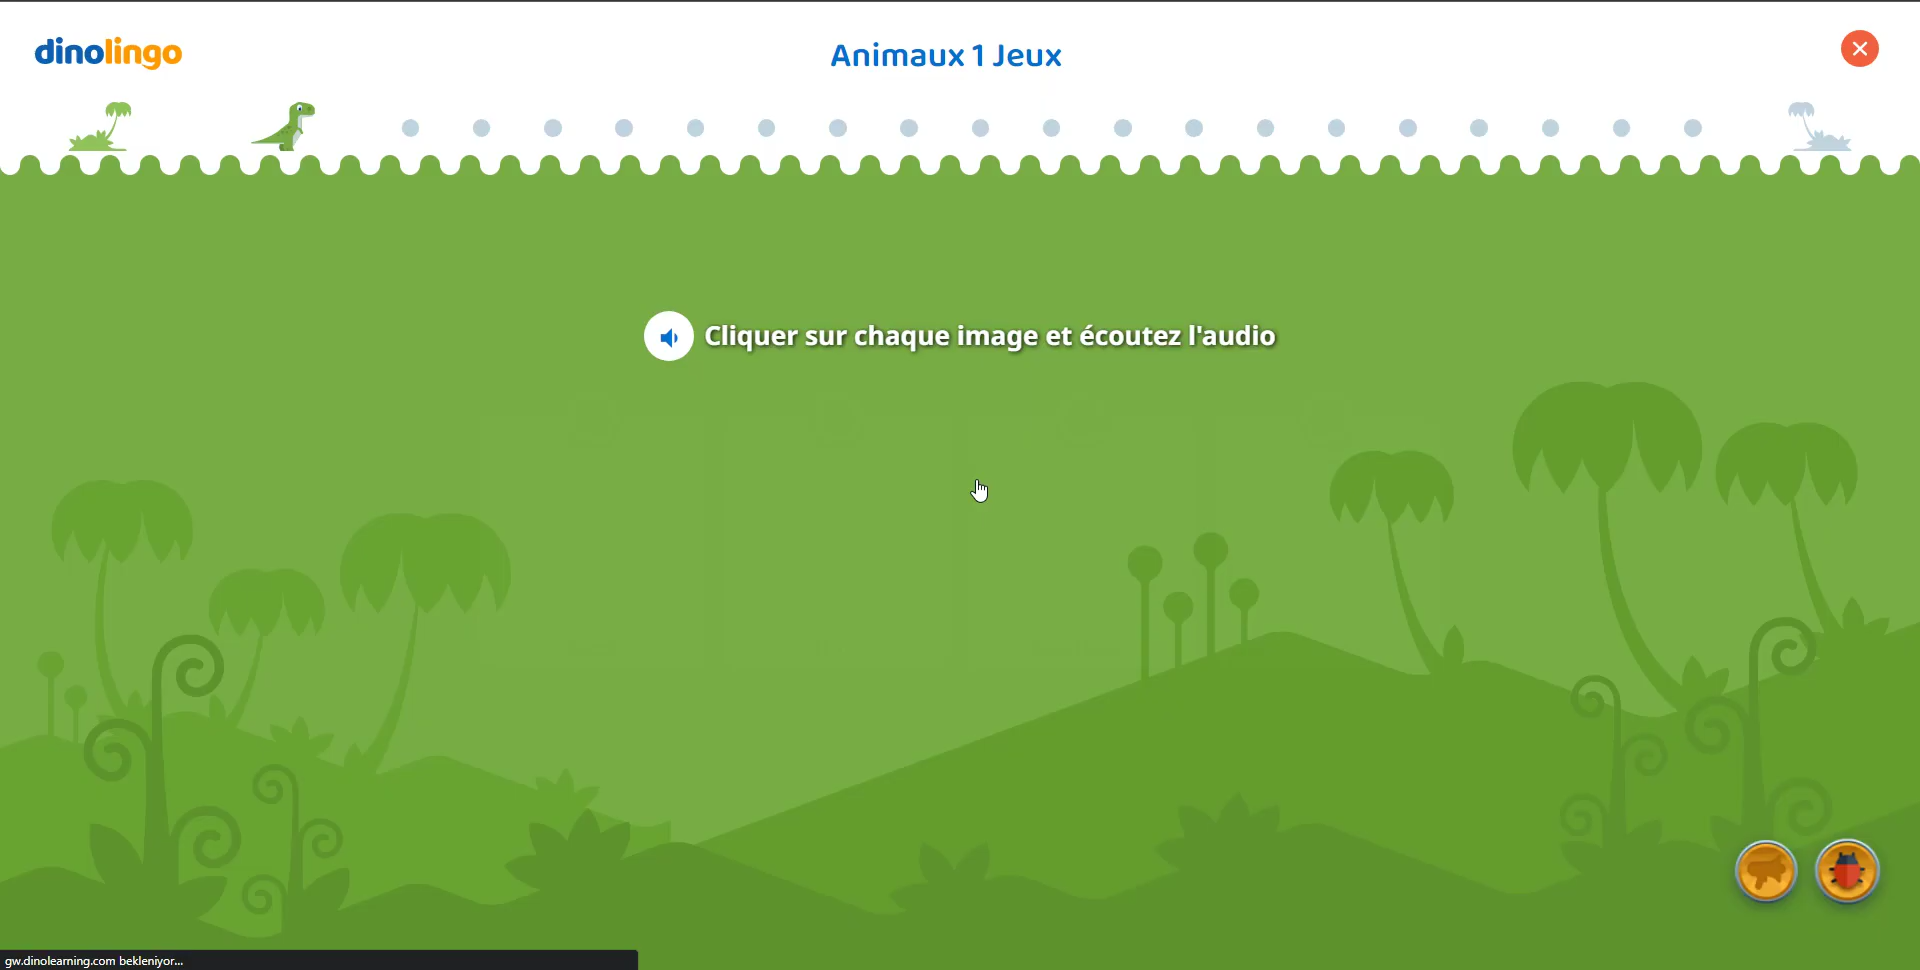 dinolingo
Animaux 1 Jeux
Cliquer sur chaque image et écoutez l'audio
gw.dinolearning.com bekleniyor...